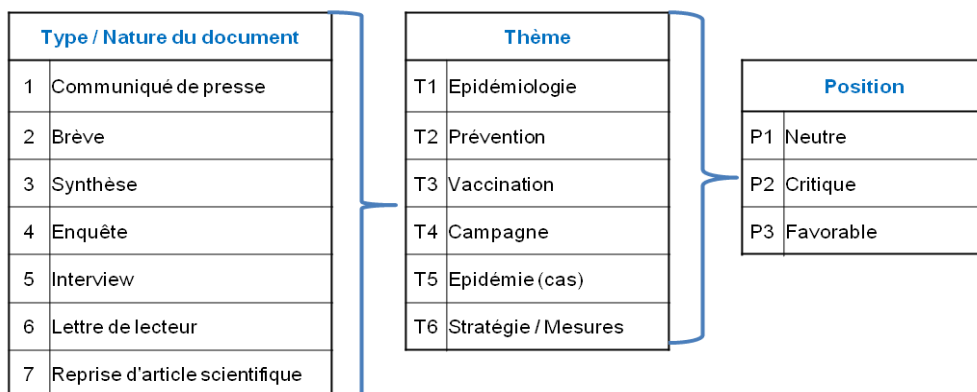 Type / Nature du document
1 Communiqué de presse
2 Brève
3 Synthèse
4 Enquête
5 Interview
6 Lettre de lecteur
7 Reprise d'article scientifique
Thème
T1 Epidémiologie
T2 Prévention
T3 Vaccination
T4 Campagne
T5 Epidémie (cas)
T6 Stratégie / Mesures
Position
P1 Neutre
P2 Critique
P3 Favorable